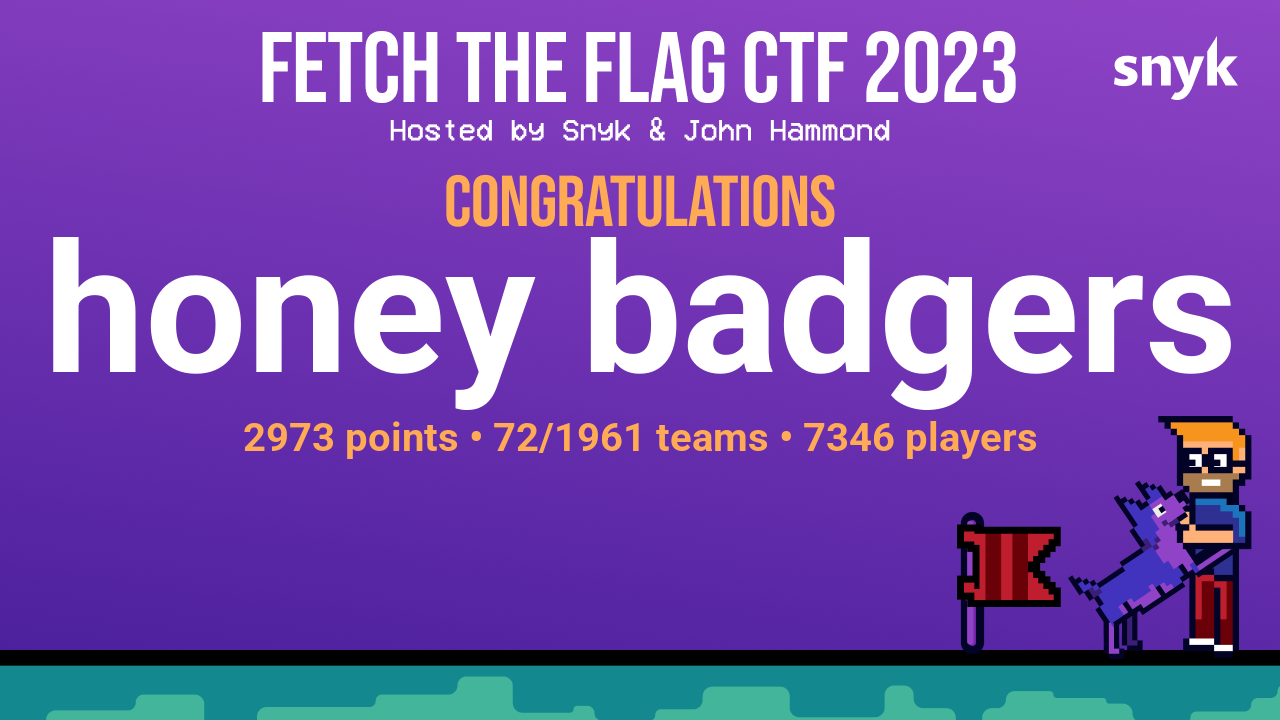 FETCH THE FLAG CTF 2023
snyk
Hosted by Snyk & John Hammond
CONGRATULATIONS
honey badgers
2973 points • 72/1961 teams • 7346 players